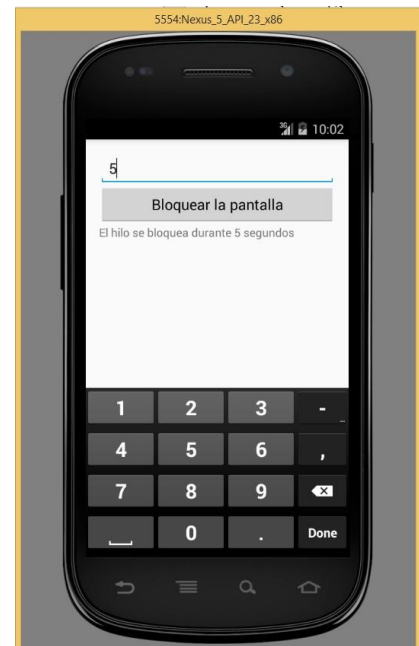 5554:Nexus_5_API_23_x86
3G 10:02
5
Bloquear la pantalla
El hilo se bloquea durante 5 segundos
1 2 3 -
4 5 6 ,
7 8 9
0 . Done